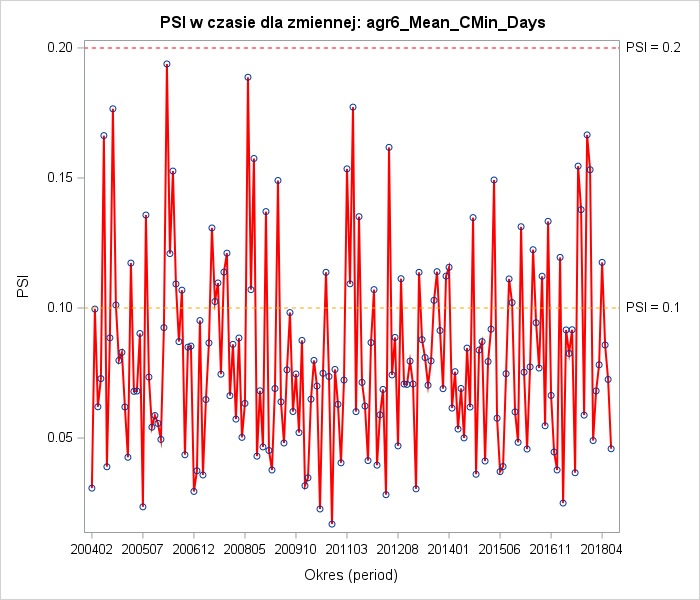 PSI w czasie dla zmiennej: agr6_Mean_CMin_Days
0.20
PSI = 0.2
0.15
PSI
0.10
PSI = 0.1
0.05
200402 200507 200612 200805 200910 201103 201208 201401 201506 201611 201804
Okres (period)